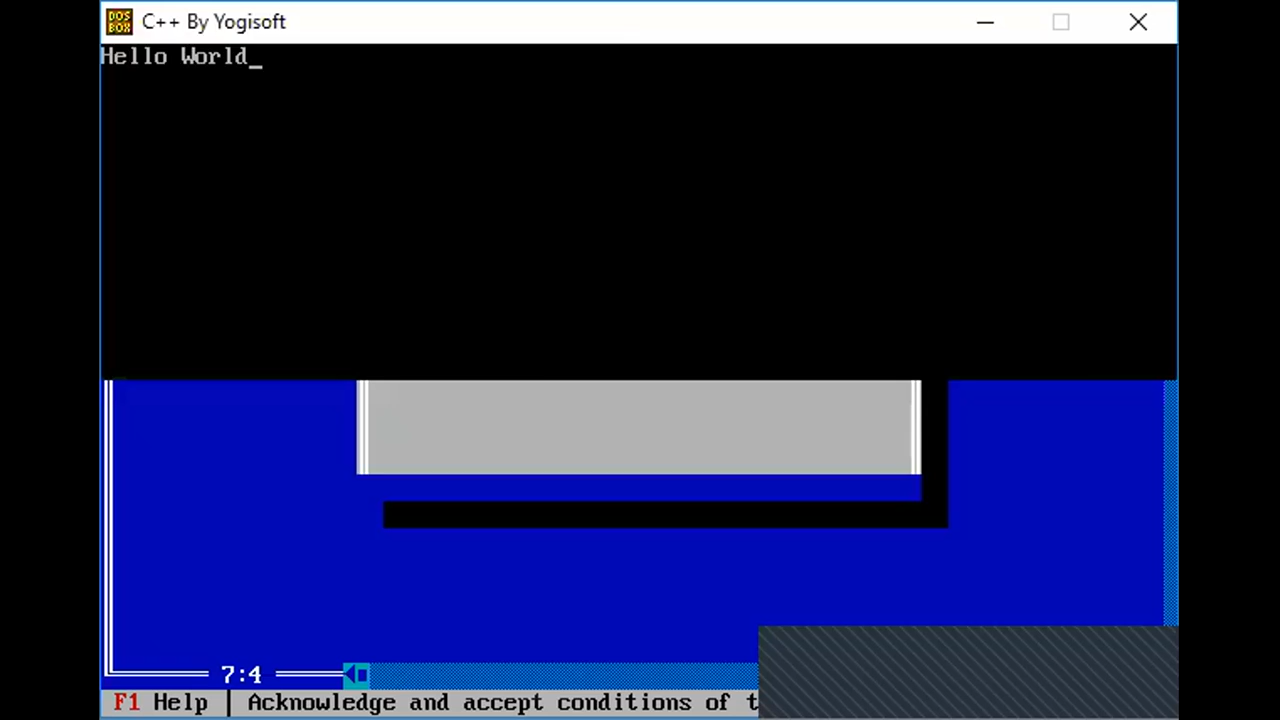 C++ By Yogisoft
Hello World_
7:4
F1 Help | Acknowledge and accept conditions of t